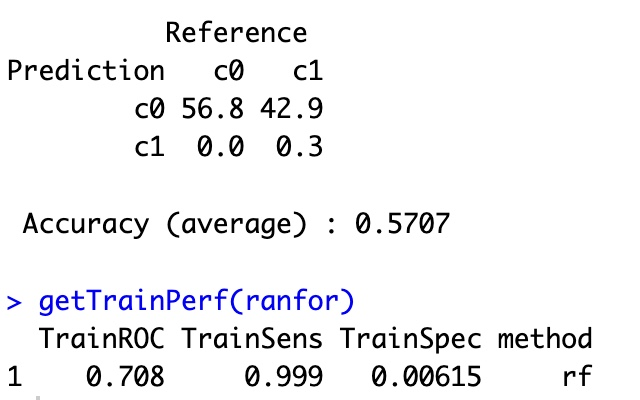 Reference
Prediction c0 c1
c0 56.8 42.9
c1 0.0 0.3
Accuracy (average) : 0.5707
> getTrainPerf(ranfor)
TrainROC TrainSens TrainSpec method
1 0.708 0.999 0.00615 rf